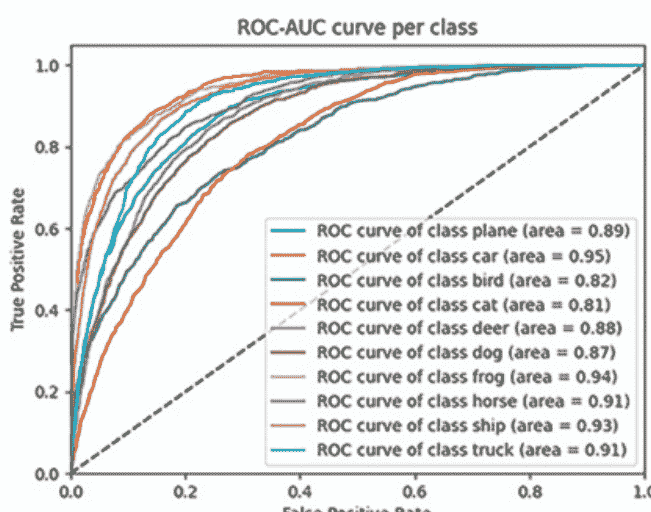 ROC-AUC curve per class
1.0
0.8
0.6
0.4
0.2
0.0
True Positive Rate
ROC curve of class plane (area = 0.89)
ROC curve of class car (area = 0.95)
ROC curve of class bird (area = 0.82)
ROC curve of class cat (area = 0.81)
ROC curve of class deer (area = 0.88)
ROC curve of class dog (area = 0.87)
ROC curve of class frog (area = 0.94)
ROC curve of class horse (area = 0.91)
ROC curve of class ship (area = 0.93)
ROC curve of class truck (area = 0.91)
0.0 0.2 0.4 0.6 0.8 1.0
False Positive Rate